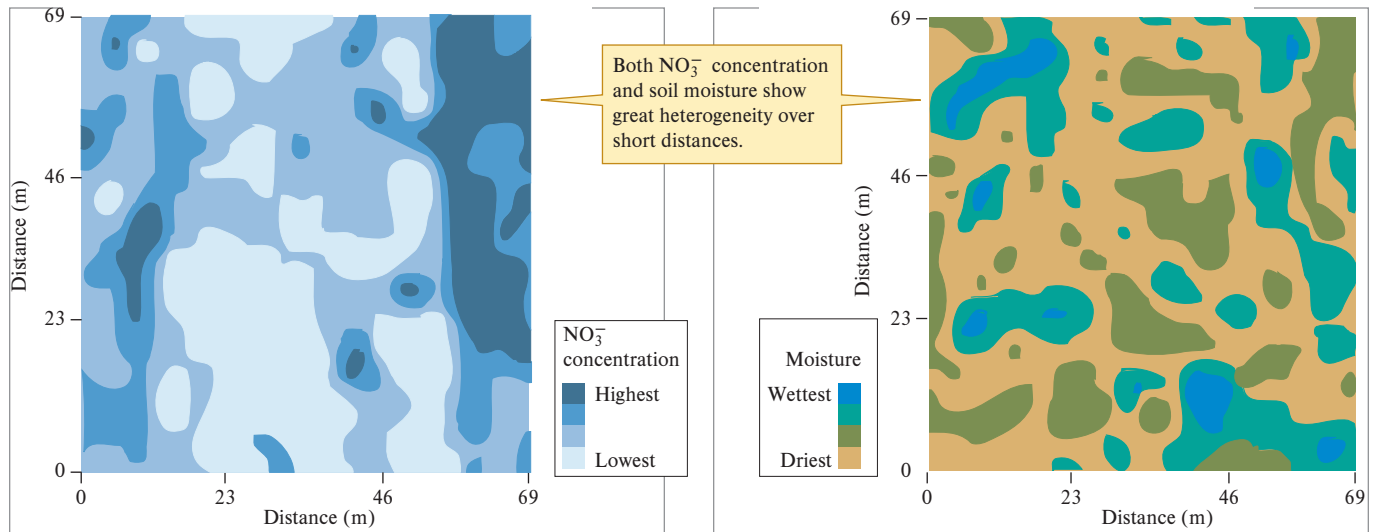 69
46
23
0
0
23
46
69
Distance (m)
Distance (m)
NO₃⁻
concentration
Highest
Lowest
Both NO₃⁻ concentration
and soil moisture show
great heterogeneity over
short distances.
69
46
23
0
0
23
46
69
Distance (m)
Distance (m)
Moisture
Wettest
Driest